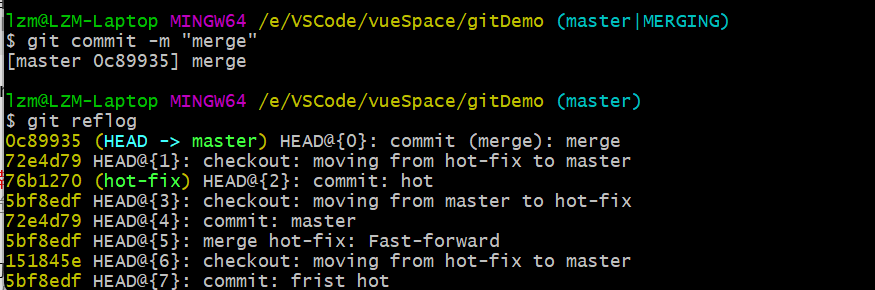 lzm@LZM-Laptop MINGW64 /e/VSCode/vueSpace/gitDemo (master|MERGING)
$ git commit -m "merge"
[master 0c89935] merge
lzm@LZM-Laptop MINGW64 /e/VSCode/vueSpace/gitDemo (master)
$ git reflog
0c89935 (HEAD -> master) HEAD@{0}: commit (merge): merge
72e4d79 HEAD@{1}: checkout: moving from hot-fix to master
76b1270 (hot-fix) HEAD@{2}: commit: hot
5bf8edf HEAD@{3}: checkout: moving from master to hot-fix
72e4d79 HEAD@{4}: commit: master
5bf8edf HEAD@{5}: merge hot-fix: Fast-forward
151845e HEAD@{6}: checkout: moving from hot-fix to master
5bf8edf HEAD@{7}: commit: frist hot